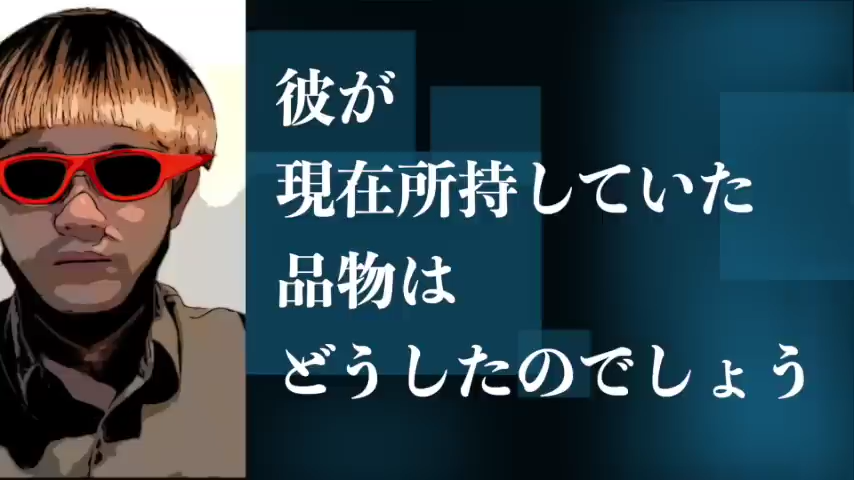 彼が
現在所持していた
品物は
どうしたのでしょう